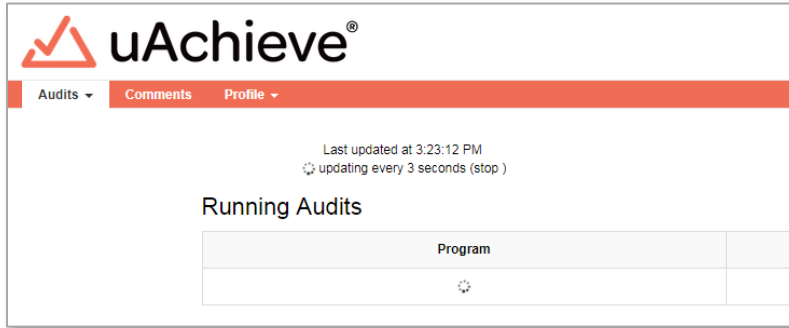 uAchieve®
Audits Comments Profile
Last updated at 3:23:12 PM
updating every 3 seconds (stop )
Running Audits
Program